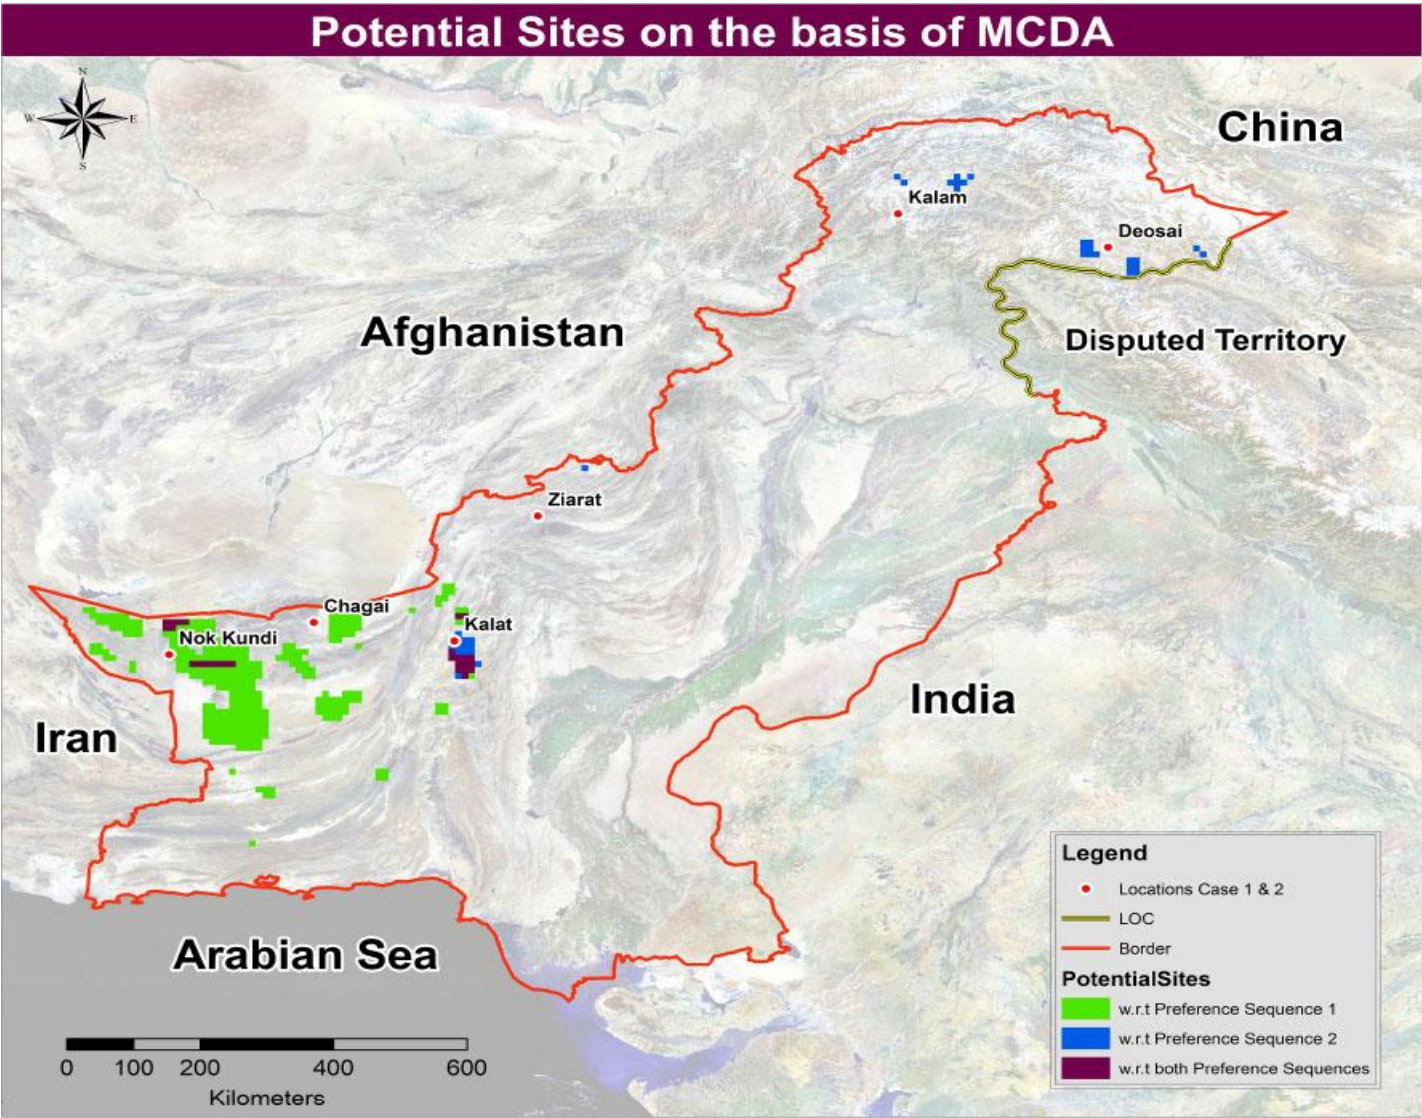 Potential Sites on the basis of MCDA
N
W E
S
China
Kalam
Deosai
Afghanistan
Disputed Territory
Ziarat
Chagai
Kalat
Nok Kundi
India
Iran
Arabian Sea
Legend
Locations Case 1 & 2
LOC
Border
PotentialSites
w.r.t Preference Sequence 1
w.r.t Preference Sequence 2
w.r.t both Preference Sequences
0 100 200 400 600
Kilometers